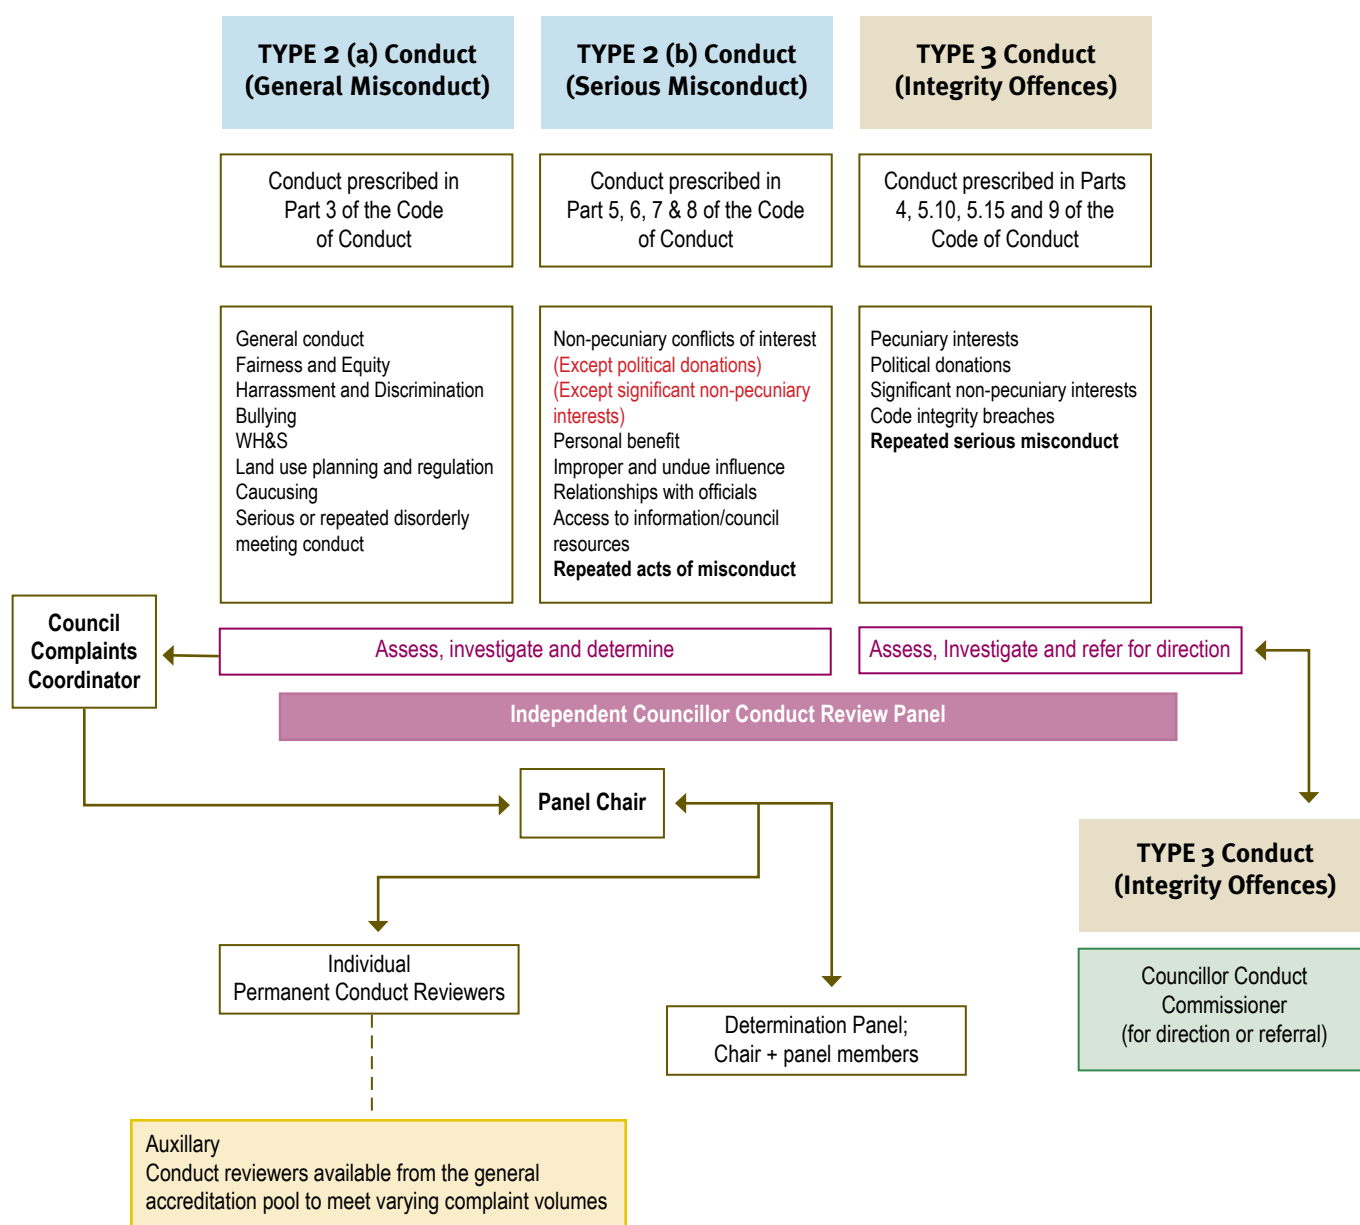 TYPE 2 (a) Conduct
(General Misconduct)
TYPE 2 (b) Conduct
(Serious Misconduct)
TYPE 3 Conduct
(Integrity Offences)
Conduct prescribed in
Part 3 of the Code
of Conduct
Conduct prescribed in
Part 5, 6, 7 & 8 of the Code
of Conduct
Conduct prescribed in Parts
4, 5.10, 5.15 and 9 of the
Code of Conduct
General conduct
Fairness and Equity
Harrassment and Discrimination
Bullying
WH&S
Land use planning and regulation
Caucusing
Serious or repeated disorderly
meeting conduct
Non-pecuniary conflicts of interest
(Except political donations)
(Except significant non-pecuniary
interests)
Personal benefit
Improper and undue influence
Relationships with officials
Access to information/council
resources
Repeated acts of misconduct
Pecuniary interests
Political donations
Significant non-pecuniary interests
Code integrity breaches
Repeated serious misconduct
Council
Complaints
Coordinator
Assess, investigate and determine
Assess, Investigate and refer for direction
Independent Councillor Conduct Review Panel
Panel Chair
TYPE 3 Conduct
(Integrity Offences)
Individual
Permanent Conduct Reviewers
Determination Panel;
Chair + panel members
Councillor Conduct
Commissioner
(for direction or referral)
Auxillary
Conduct reviewers available from the general
accreditation pool to meet varying complaint volumes